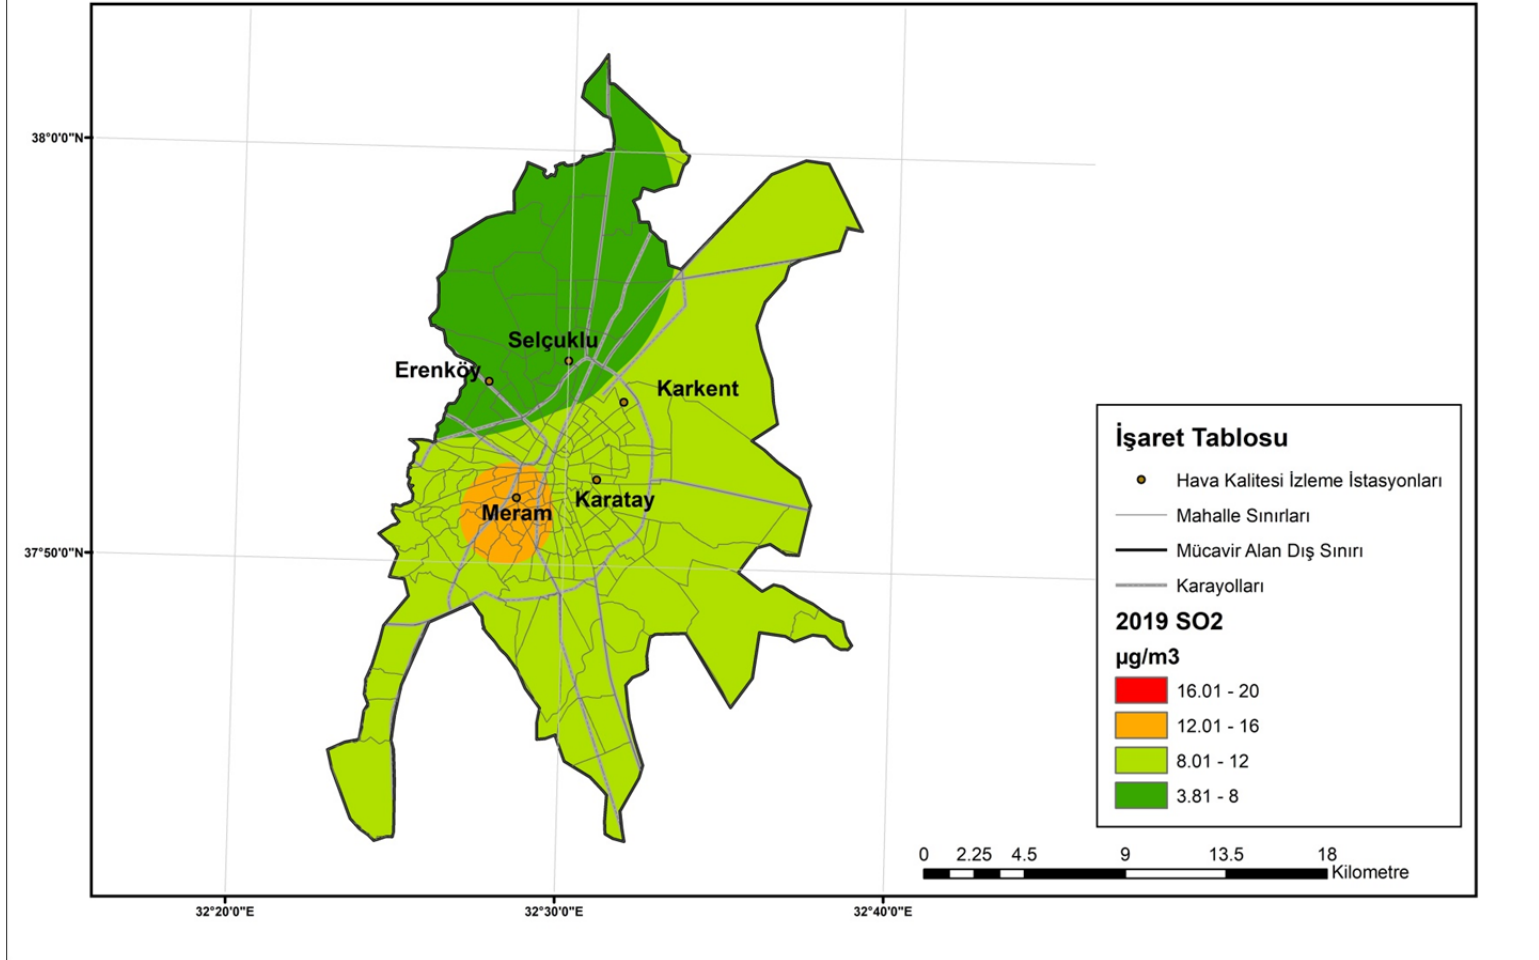 38°0'0"N
Selçuklu
Erenköy
Karkent
Karatay
Meram
37°50'0"N
İşaret Tablosu
Hava Kalitesi İzleme İstasyonları
Mahalle Sınırları
Mücavir Alan Dış Sınırı
Karayolları
2019 SO2
µg/m3
16.01 - 20
12.01 - 16
8.01 - 12
3.81 - 8
0 2.25 4.5 9 13.5 18
Kilometre
32°20'0"E 32°30'0"E 32°40'0"E